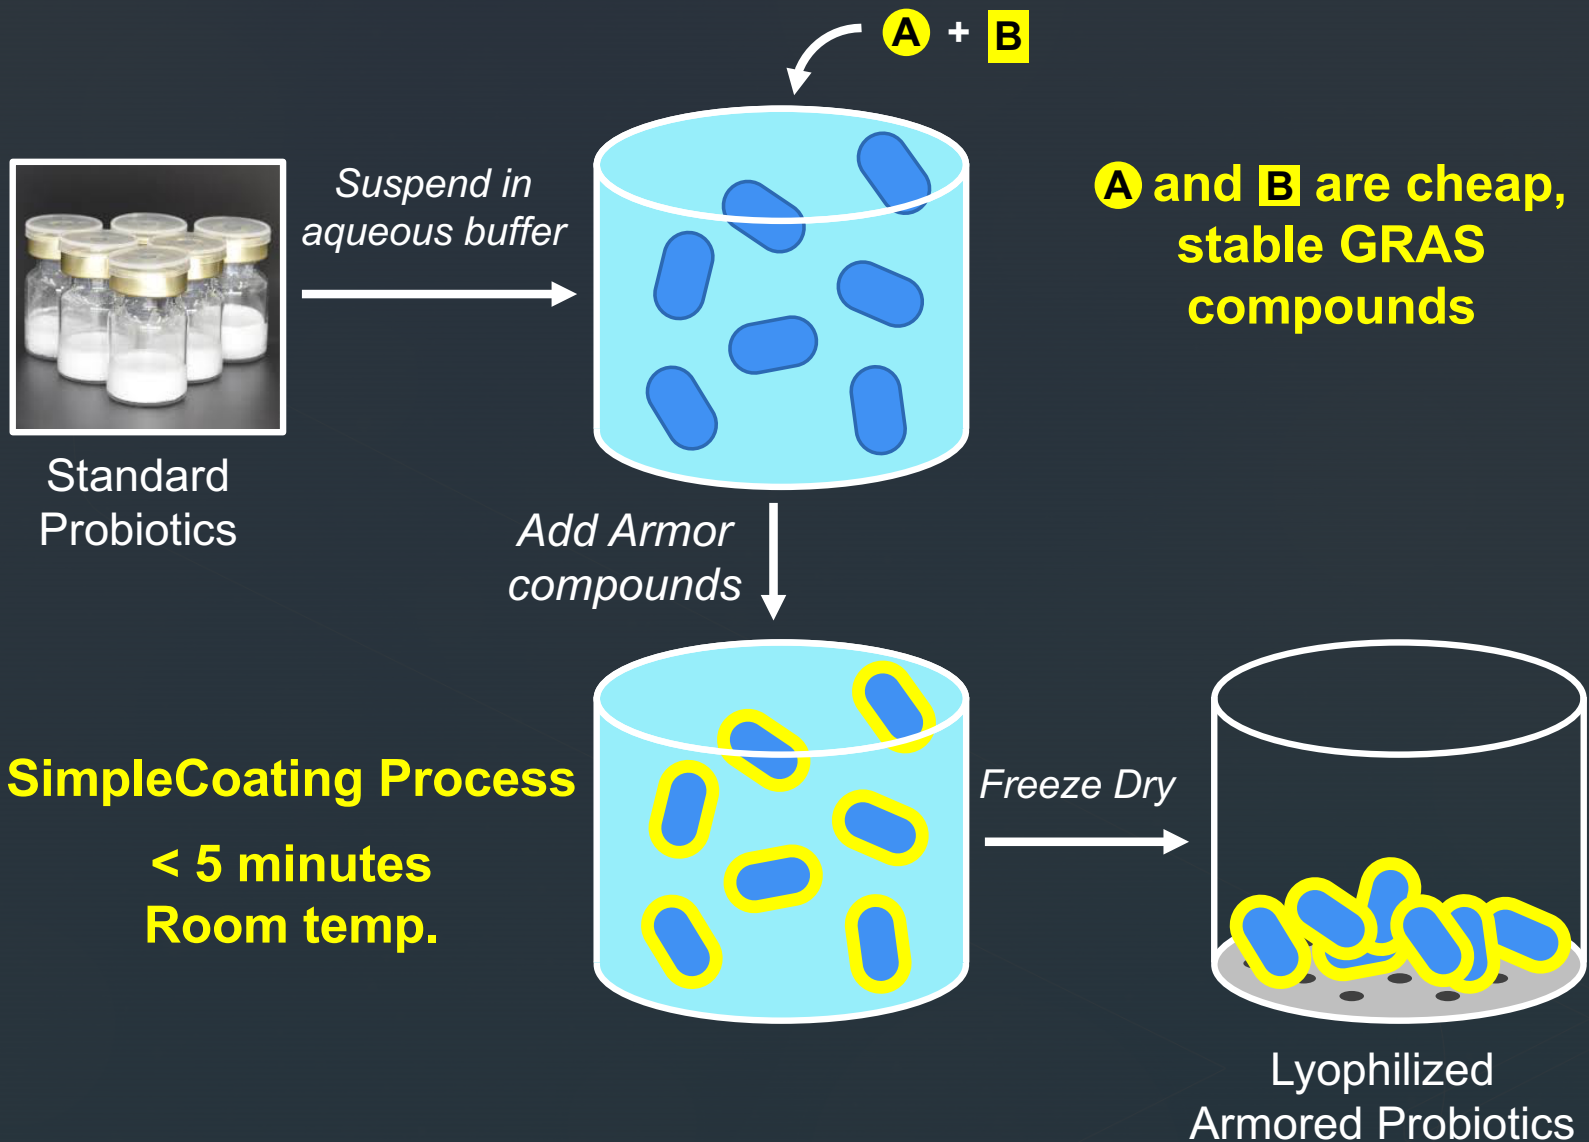 A + B
Suspend in
aqueous buffer
A and B are cheap,
stable GRAS
compounds
Standard
Probiotics
Add Armor
compounds
SimpleCoating Process
< 5 minutes
Room temp.
Freeze Dry
Lyophilized
Armored Probiotics